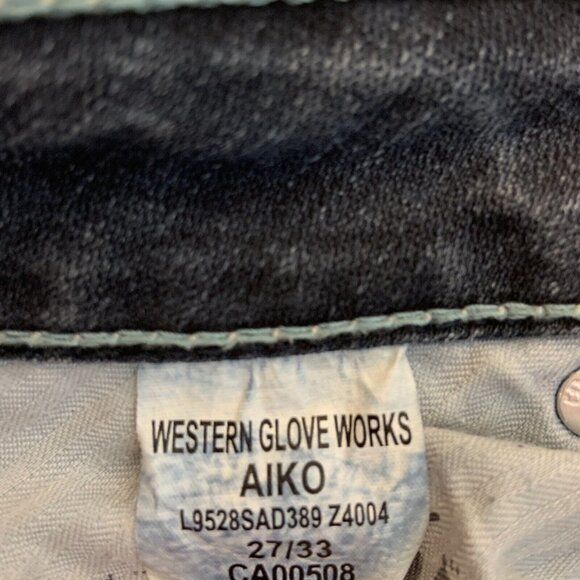 WESTERN GLOVE WORKS
AIKO
L9528SAD389 Z4004
27/33
CA00508